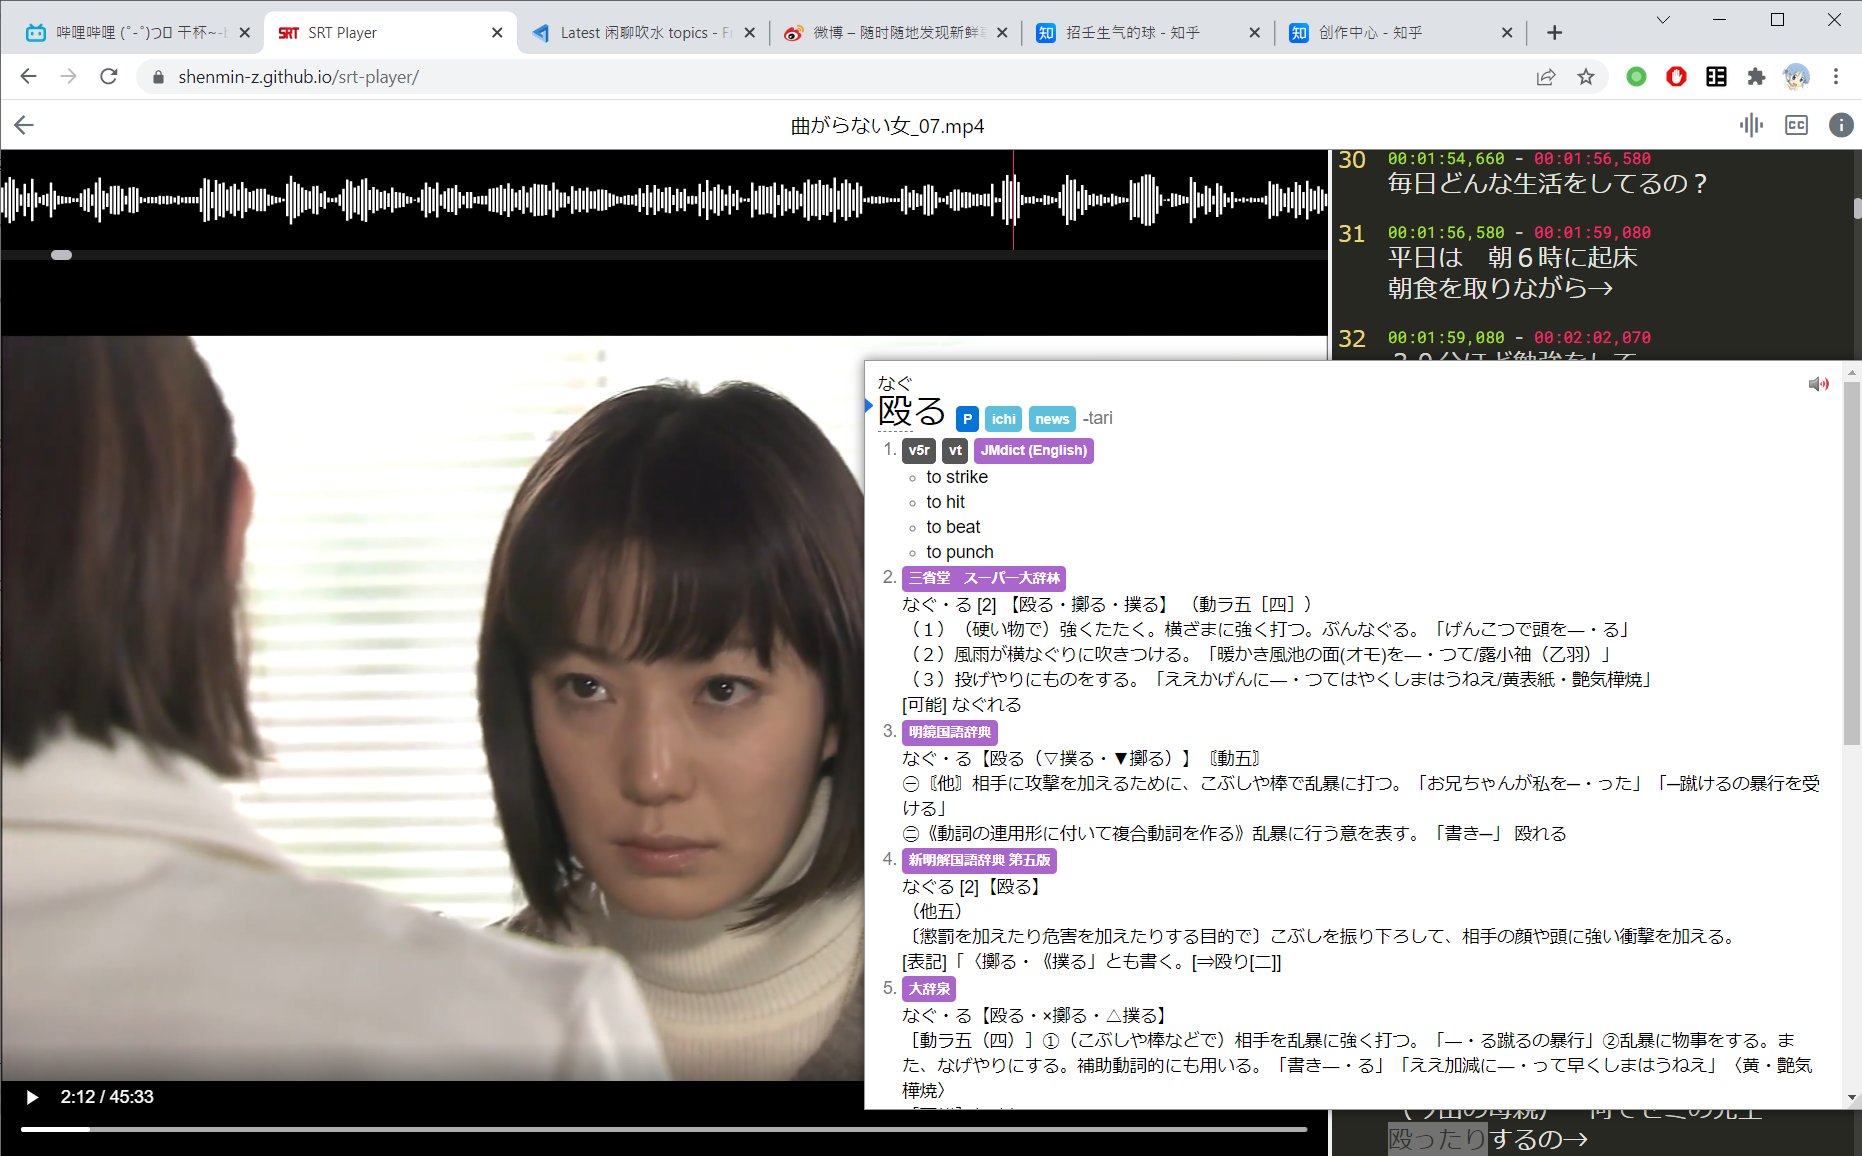 哔哩哔哩 (゜-゜)つロ 干杯~-b
SRT Player
Latest 闲聊吹水 topics - Fr
微博 – 随时随地发现新鲜事
招壬生气的球 - 知乎
创作中心 - 知乎
shenmin-z.github.io/srt-player/
曲がらない女_07.mp4
CC
30 00:01:54,660 - 00:01:56,580
毎日どんな生活をしてるの？
31 00:01:56,580 - 00:01:59,080
平日は　朝６時に起床
朝食を取りながら→
32 00:01:59,080 - 00:02:02,070
なぐ
殴る P ichi news -tari
1. v5r vt JMdict (English)
to strike
to hit
to beat
to punch
2. 三省堂　スーパー大辞林
なぐ・る [2] 【殴る・擲る・撲る】 （動ラ五［四］）
（１）（硬い物で）強くたたく。横ざまに強く打つ。ぶんなぐる。「げんこつで頭を―・る」
（２）風雨が横なぐりに吹きつける。「暖かき風池の面(オモ)を―・つて/露小袖（乙羽）」
（３）投げやりにものをする。「ええかげんに―・つてはやくしまはうねえ/黄表紙・艶気樺焼」
[可能] なぐれる
3. 明鏡国語辞典
なぐ・る【殴る（▽撲る・▼擲る）】〘動五〙
㊀〘他〙相手に攻撃を加えるために、こぶしや棒で乱暴に打つ。「お兄ちゃんが私を─・った」「─蹴けるの暴行を受
ける」
㊁《動詞の連用形に付いて複合動詞を作る》乱暴に行う意を表す。「書き─」 殴れる
4. 新明解国語辞典 第五版
なぐる [2]【殴る】
（他五）
〔懲罰を加えたり危害を加えたりする目的で〕こぶしを振り下ろして、相手の顔や頭に強い衝撃を加える。
[表記]「〈擲る・《撲る」とも書く。[⇒殴り[二]]
5. 大辞泉
なぐ・る【殴る・×擲る・△撲る】
［動ラ五（四）］①（こぶしや棒などで）相手を乱暴に強く打つ。「―・る蹴るの暴行」②乱暴に物事をする。ま
た、なげやりにする。補助動詞的にも用いる。「書き―・る」「ええ加減に―・って早くしまはうねえ」〈黄・艶気
樺焼〉
殴ったりするの→
2:12 / 45:33